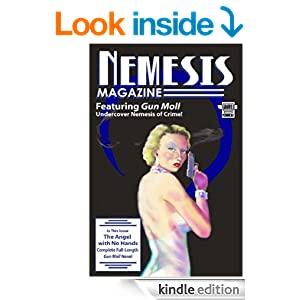 Look inside
NEMESIS
MAGAZINE
Featuring Gun Moll
Undercover Nemesis of Crime!
In This Issue
The Angel
with No Hands
Complete Full-Length
Gun Moll Novel
kindle edition